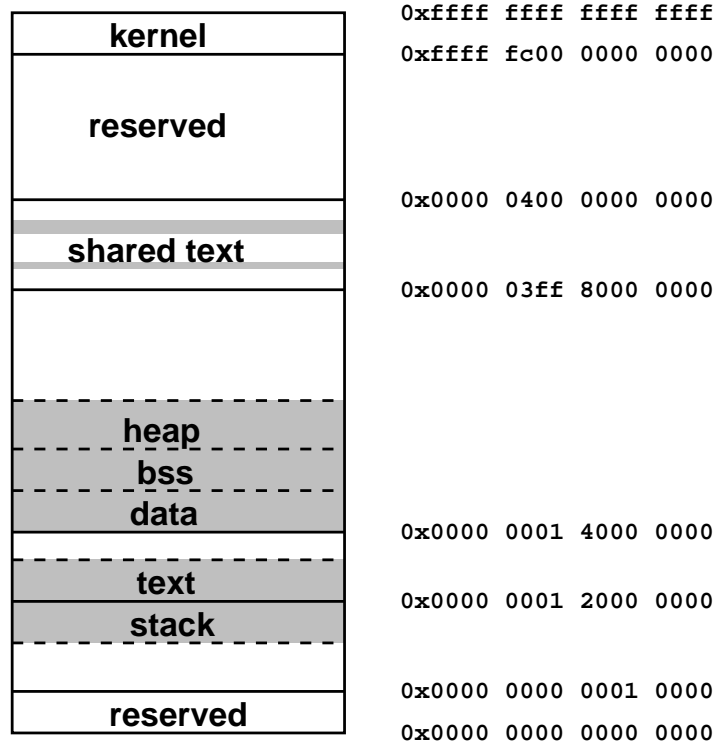 0xffff ffff ffff ffff
kernel
0xffff fc00 0000 0000
reserved
0x0000 0400 0000 0000
shared text
0x0000 03ff 8000 0000
heap
bss
data
0x0000 0001 4000 0000
text
0x0000 0001 2000 0000
stack
0x0000 0000 0001 0000
reserved
0x0000 0000 0000 0000